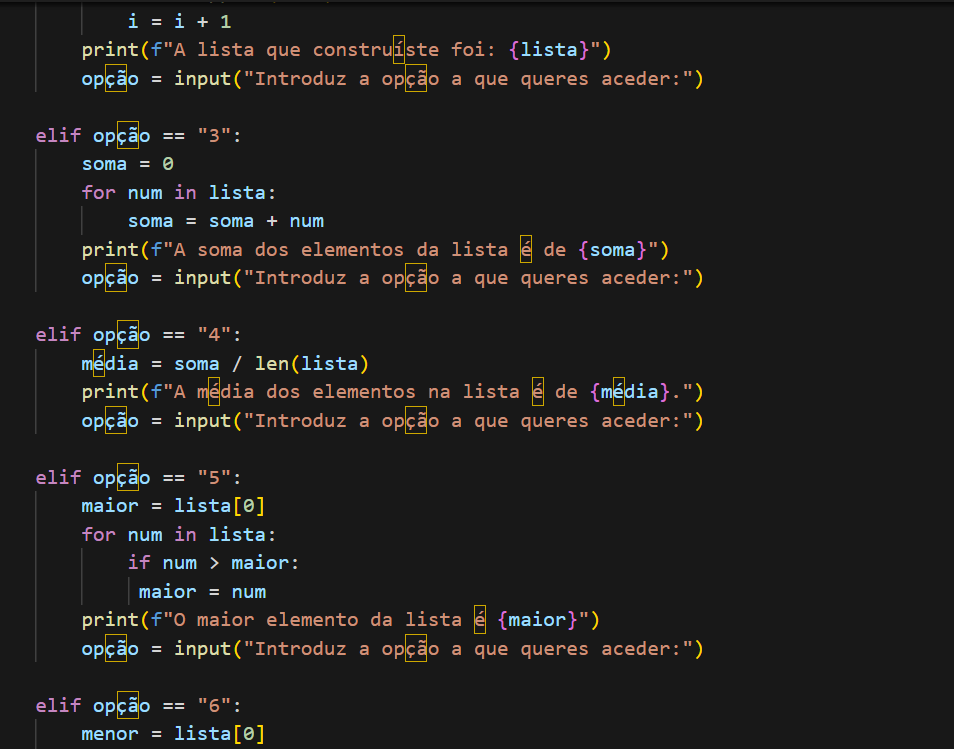 i = i + 1
print(f"A lista que construíste foi: {lista}")
opção = input("Introduz a opção a que queres aceder:")
elif opção == "3":
soma = 0
for num in lista:
soma = soma + num
print(f"A soma dos elementos da lista é de {soma}")
opção = input("Introduz a opção a que queres aceder:")
elif opção == "4":
média = soma / len(lista)
print(f"A média dos elementos na lista é de {média}.")
opção = input("Introduz a opção a que queres aceder:")
elif opção == "5":
maior = lista[0]
for num in lista:
if num > maior:
maior = num
print(f"O maior elemento da lista é {maior}")
opção = input("Introduz a opção a que queres aceder:")
elif opção == "6":
menor = lista[0]